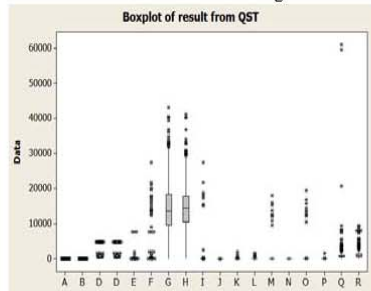 Boxplot of result from QST
Data
60000
50000
40000
30000
20000
10000
0
A B D D E F G H I J K L M N O P Q R